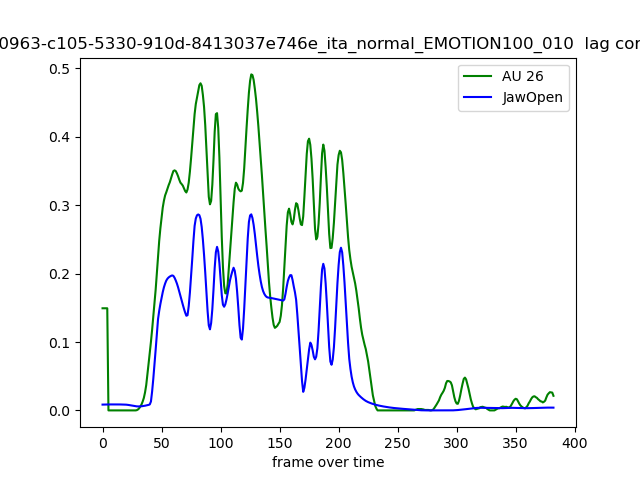 0963-c105-5330-910d-8413037e746e_ita_normal_EMOTION100_010 lag cor
AU 26
JawOpen
0.5
0.4
0.3
0.2
0.1
0.0
0 50 100 150 200 250 300 350 400
frame over time